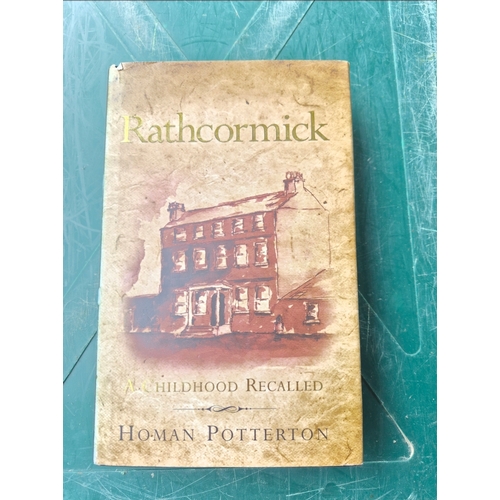 Rathcormick
A CHILDHOOD RECALLED
HOMAN POTTERTON